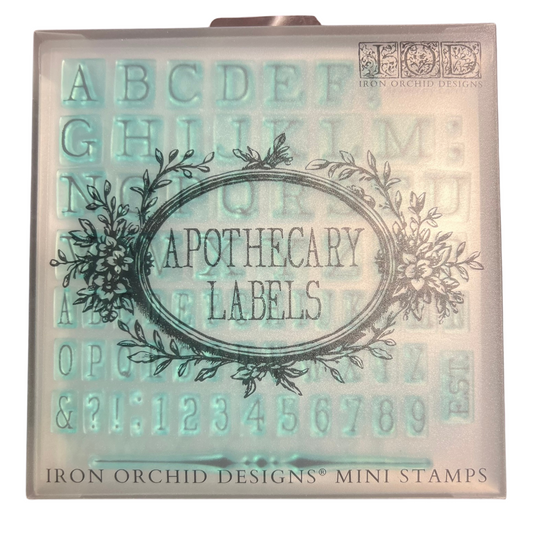 A B C D E F ;
IOD
IRON ORCHID DESIGNS
G H I J K L M :
N O P Q R S T U
APOTHECARY
LABELS
O P Q
EST.
& ? ! ; 1 2 3 4 5 6 7 8 9
IRON ORCHID DESIGNS® MINI STAMPS